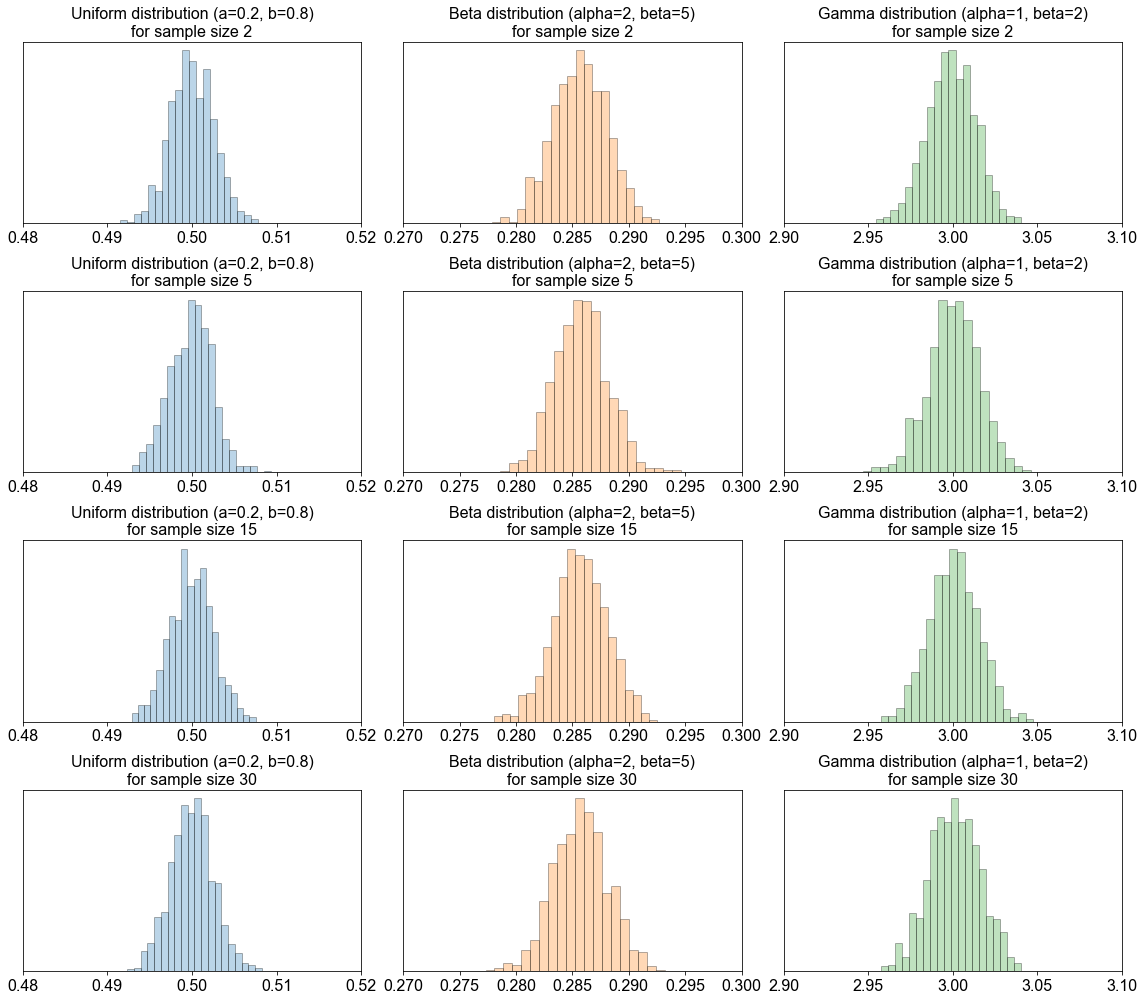 Uniform distribution (a=0.2, b=0.8)
for sample size 2
Beta distribution (alpha=2, beta=5)
for sample size 2
Gamma distribution (alpha=1, beta=2)
for sample size 2
0.48 0.49 0.50 0.51 0.52
0.270 0.275 0.280 0.285 0.290 0.295 0.300
2.90 2.95 3.00 3.05 3.10
Uniform distribution (a=0.2, b=0.8)
for sample size 5
Beta distribution (alpha=2, beta=5)
for sample size 5
Gamma distribution (alpha=1, beta=2)
for sample size 5
0.48 0.49 0.50 0.51 0.52
0.270 0.275 0.280 0.285 0.290 0.295 0.300
2.90 2.95 3.00 3.05 3.10
Uniform distribution (a=0.2, b=0.8)
for sample size 15
Beta distribution (alpha=2, beta=5)
for sample size 15
Gamma distribution (alpha=1, beta=2)
for sample size 15
0.48 0.49 0.50 0.51 0.52
0.270 0.275 0.280 0.285 0.290 0.295 0.300
2.90 2.95 3.00 3.05 3.10
Uniform distribution (a=0.2, b=0.8)
for sample size 30
Beta distribution (alpha=2, beta=5)
for sample size 30
Gamma distribution (alpha=1, beta=2)
for sample size 30
0.48 0.49 0.50 0.51 0.52
0.270 0.275 0.280 0.285 0.290 0.295 0.300
2.90 2.95 3.00 3.05 3.10